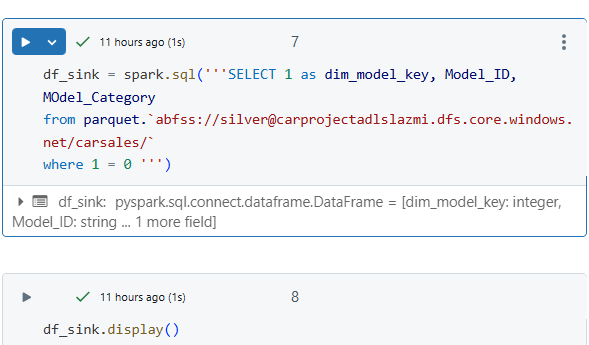 11 hours ago (1s) 7
df_sink = spark.sql('''SELECT 1 as dim_model_key, Model_ID,
MOdel_Category
from parquet.`abfss://silver@carprojectadlslazmi.dfs.core.windows.
net/carsales/`
where 1 = 0 ''')
df_sink: pyspark.sql.connect.dataframe.DataFrame = [dim_model_key: integer,
Model_ID: string ... 1 more field]
11 hours ago (1s) 8
df_sink.display()